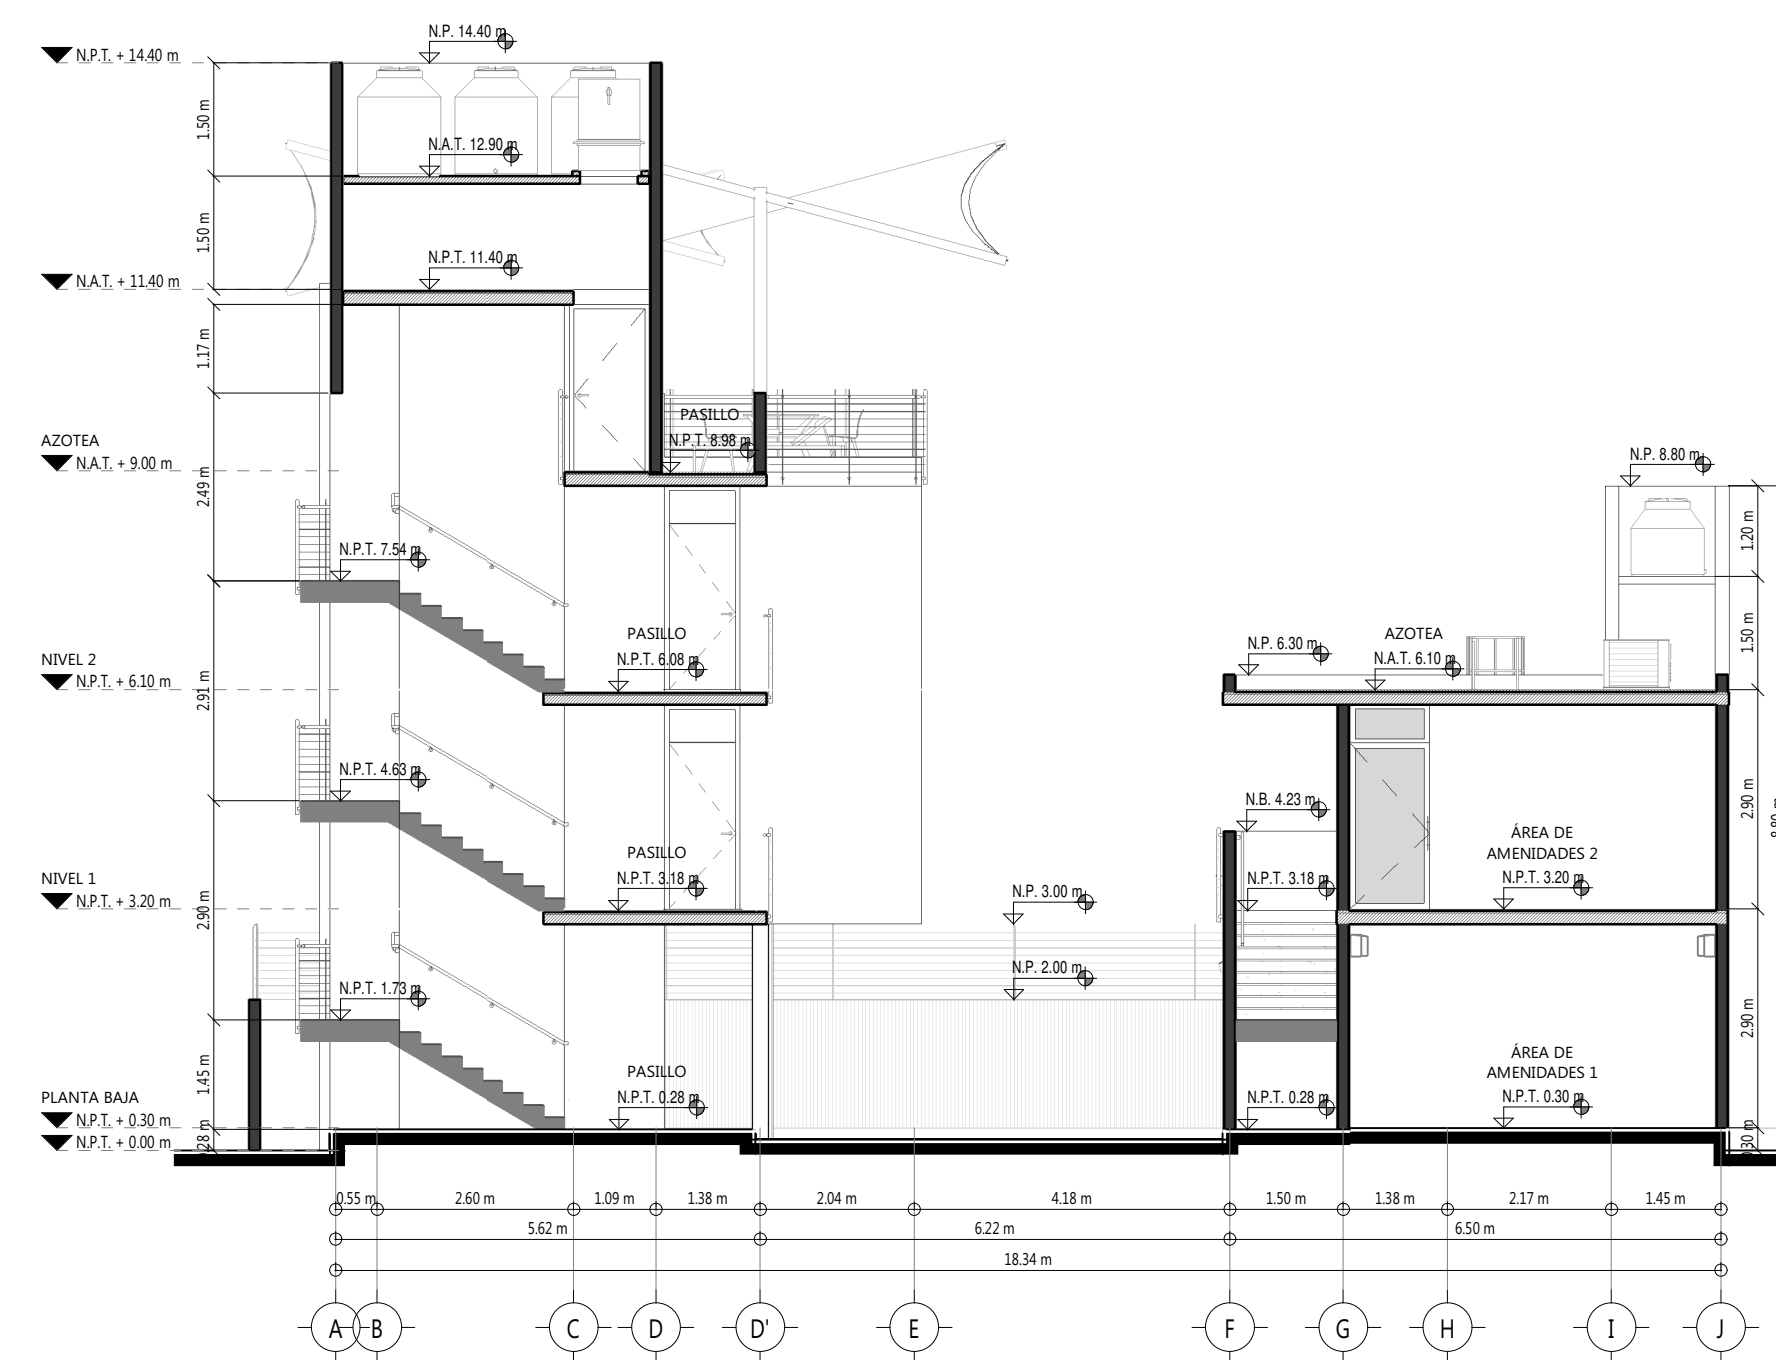 N.P. 14.40 m
N.P.T. + 14.40 m
1.50 m
N.A.T. 12.90 m
1.50 m
N.P.T. 11.40 m
N.A.T. + 11.40 m
1.17 m
PASILLO
N.P.T. 8.98 m
AZOTEA
N.A.T. + 9.00 m
2.49 m
N.P. 8.80 m
1.20 m
N.P.T. 7.54 m
1.50 m
PASILLO
N.P.T. 6.08 m
N.P. 6.30 m
AZOTEA
N.A.T. 6.10 m
NIVEL 2
N.P.T. + 6.10 m
2.91 m
N.P.T. 4.63 m
N.B. 4.23 m
2.90 m
8.80 m
PASILLO
N.P.T. 3.18 m
ÁREA DE
AMENIDADES 2
N.P.T. 3.20 m
N.P.T. 3.18 m
NIVEL 1
N.P.T. + 3.20 m
2.90 m
N.P. 3.00 m
N.P. 2.00 m
N.P.T. 1.73 m
2.90 m
1.45 m
PASILLO
N.P.T. 0.28 m
ÁREA DE
AMENIDADES 1
N.P.T. 0.30 m
N.P.T. 0.28 m
PLANTA BAJA
N.P.T. + 0.30 m
N.P.T. + 0.00 m
0.55 m
2.60 m
1.09 m
1.38 m
2.04 m
4.18 m
1.50 m
1.38 m
2.17 m
1.45 m
5.62 m
6.22 m
6.50 m
18.34 m
A
B
C
D
D'
E
F
G
H
I
J